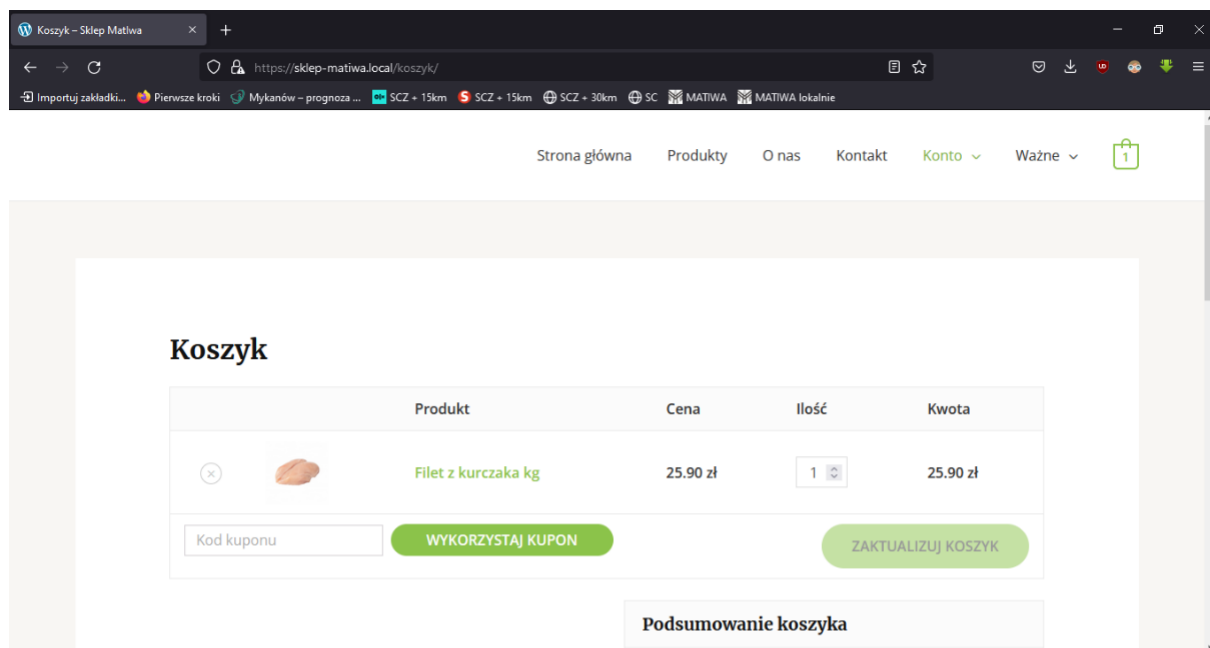 Koszyk – Sklep MatIwa
https://sklep-matiwa.local/koszyk/
Importuj zakładki... Pierwsze kroki Mykanów – prognoza ... SCZ + 15km SCZ + 15km SCZ + 30km SC MATIWA MATIWA lokalnie
Strona główna Produkty O nas Kontakt Konto Ważne 1
Koszyk
Produkt Cena Ilość Kwota
Filet z kurczaka kg 25.90 zł 1 25.90 zł
Kod kuponu WYKORZYSTAJ KUPON ZAKTUALIZUJ KOSZYK
Podsumowanie koszyka